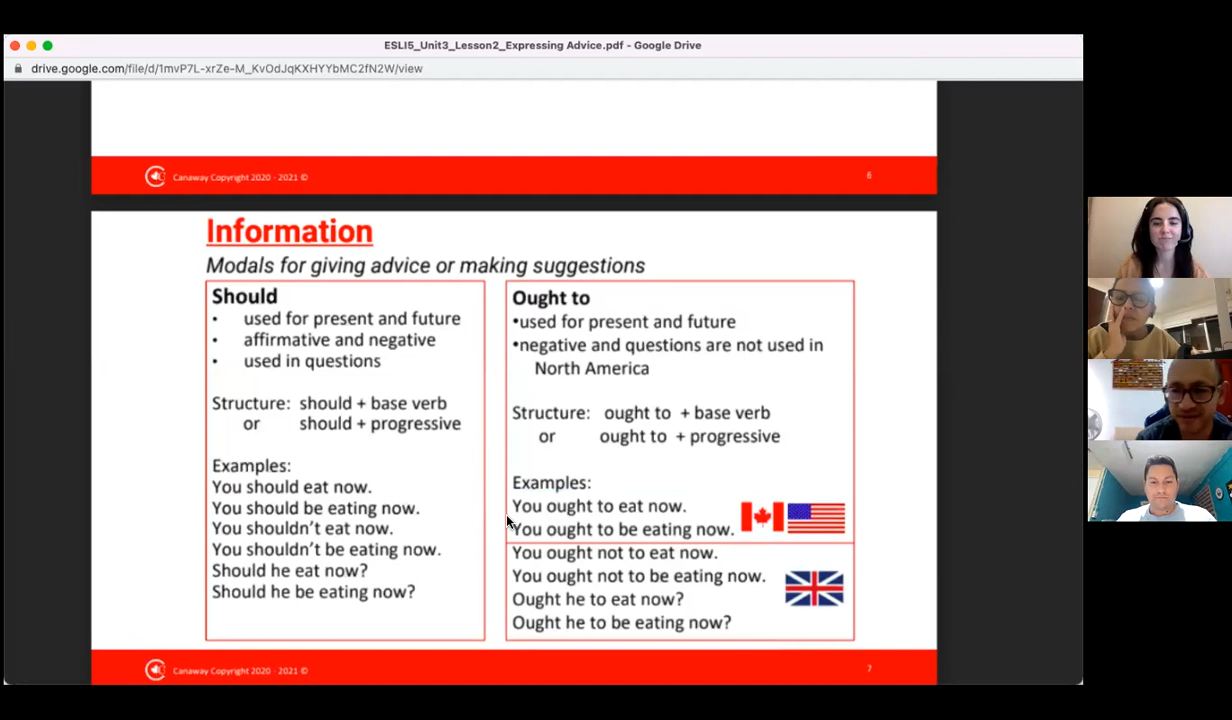 ESLI5_Unit3_Lesson2_Expressing Advice.pdf - Google Drive
drive.google.com/file/d/1mvP7L-xrZe-M_KvOdJqKXHYYbMC2fN2W/view
Canaway Copyright 2020 - 2021 ©
6
Information
Modals for giving advice or making suggestions
Should
• used for present and future
• affirmative and negative
• used in questions
Structure: should + base verb
or should + progressive
Examples:
You should eat now.
You should be eating now.
You shouldn't eat now.
You shouldn't be eating now.
Should he eat now?
Should he be eating now?
Ought to
•used for present and future
•negative and questions are not used in
North America
Structure: ought to + base verb
or ought to + progressive
Examples:
You ought to eat now.
You ought to be eating now.
You ought not to eat now.
You ought not to be eating now.
Ought he to eat now?
Ought he to be eating now?
Canaway Copyright 2020 - 2021 ©
7